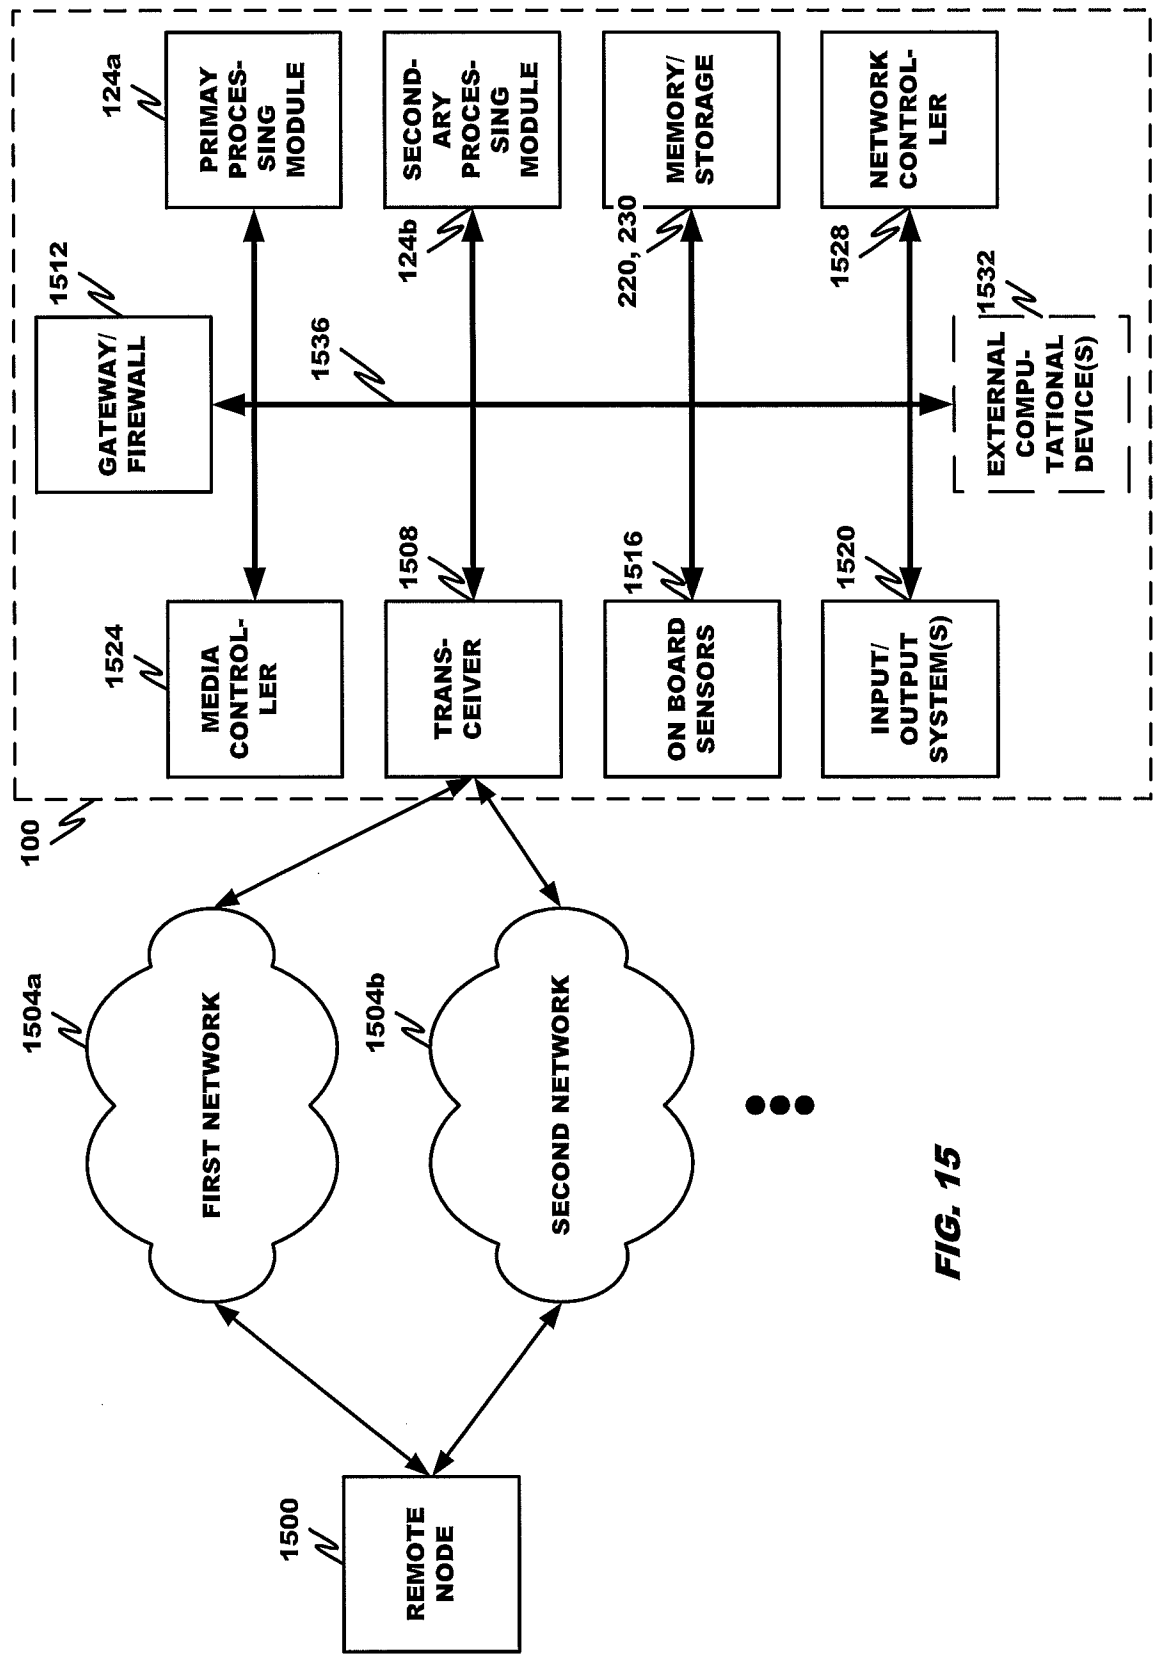 REMOTE
NODE
1500
FIRST NETWORK
1504a
SECOND NETWORK
1504b
100
MEDIA
CONTROL-
LER
1524
TRANS-
CEIVER
1508
ON BOARD
SENSORS
1516
INPUT/
OUTPUT
SYSTEM(S)
1520
GATEWAY/
FIREWALL
1512
1536
EXTERNAL
COMPU-
TATIONAL
DEVICE(S)
1532
PRIMAY
PROCES-
SING
MODULE
124a
SECOND-
ARY
PROCES-
SING
MODULE
124b
MEMORY/
STORAGE
220, 230
NETWORK
CONTROL-
LER
1528
FIG. 15